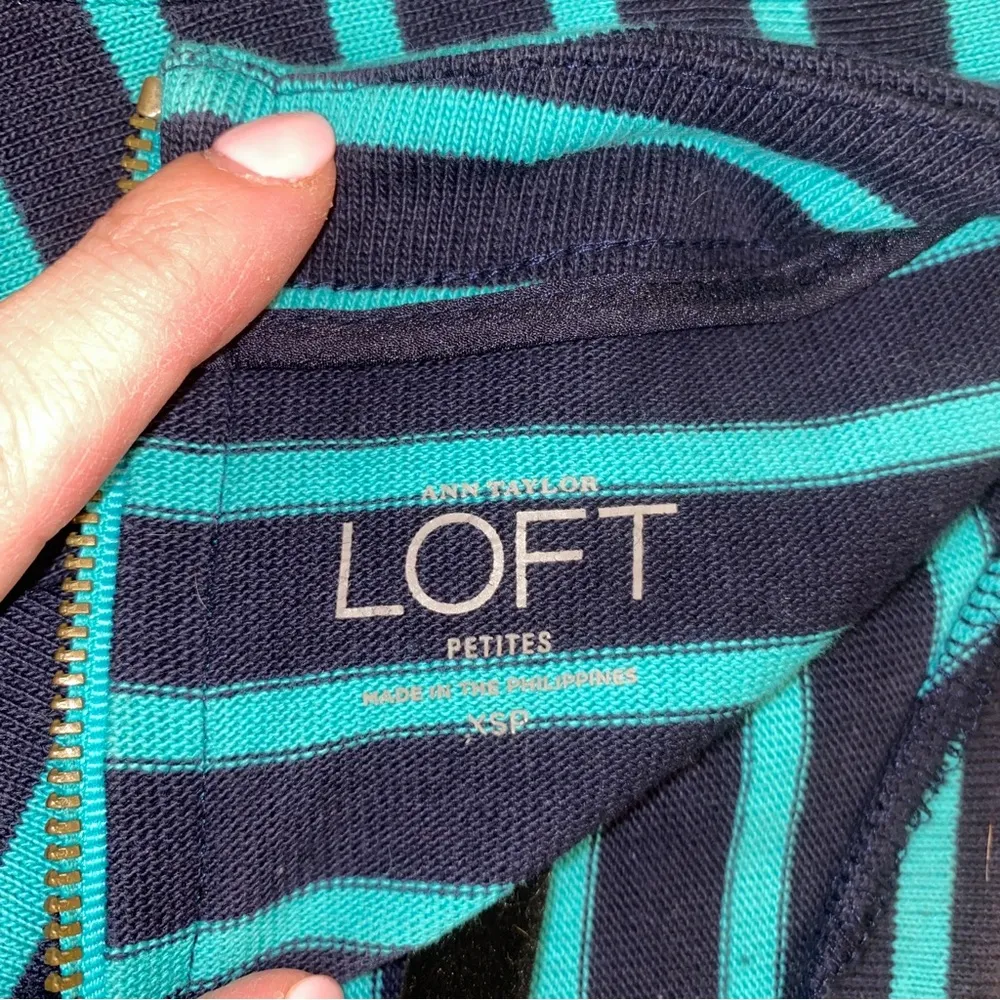 ANN TAYLOR
LOFT
PETITES
MADE IN THE PHILIPPINES
XSP